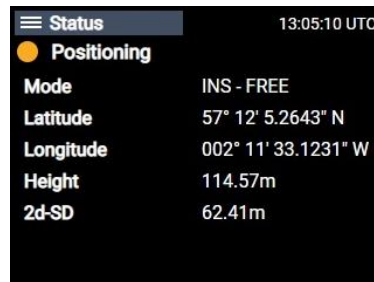 Status 13:05:10 UTC
Positioning
Mode INS - FREE
Latitude 57° 12' 5.2643" N
Longitude 002° 11' 33.1231" W
Height 114.57m
2d-SD 62.41m